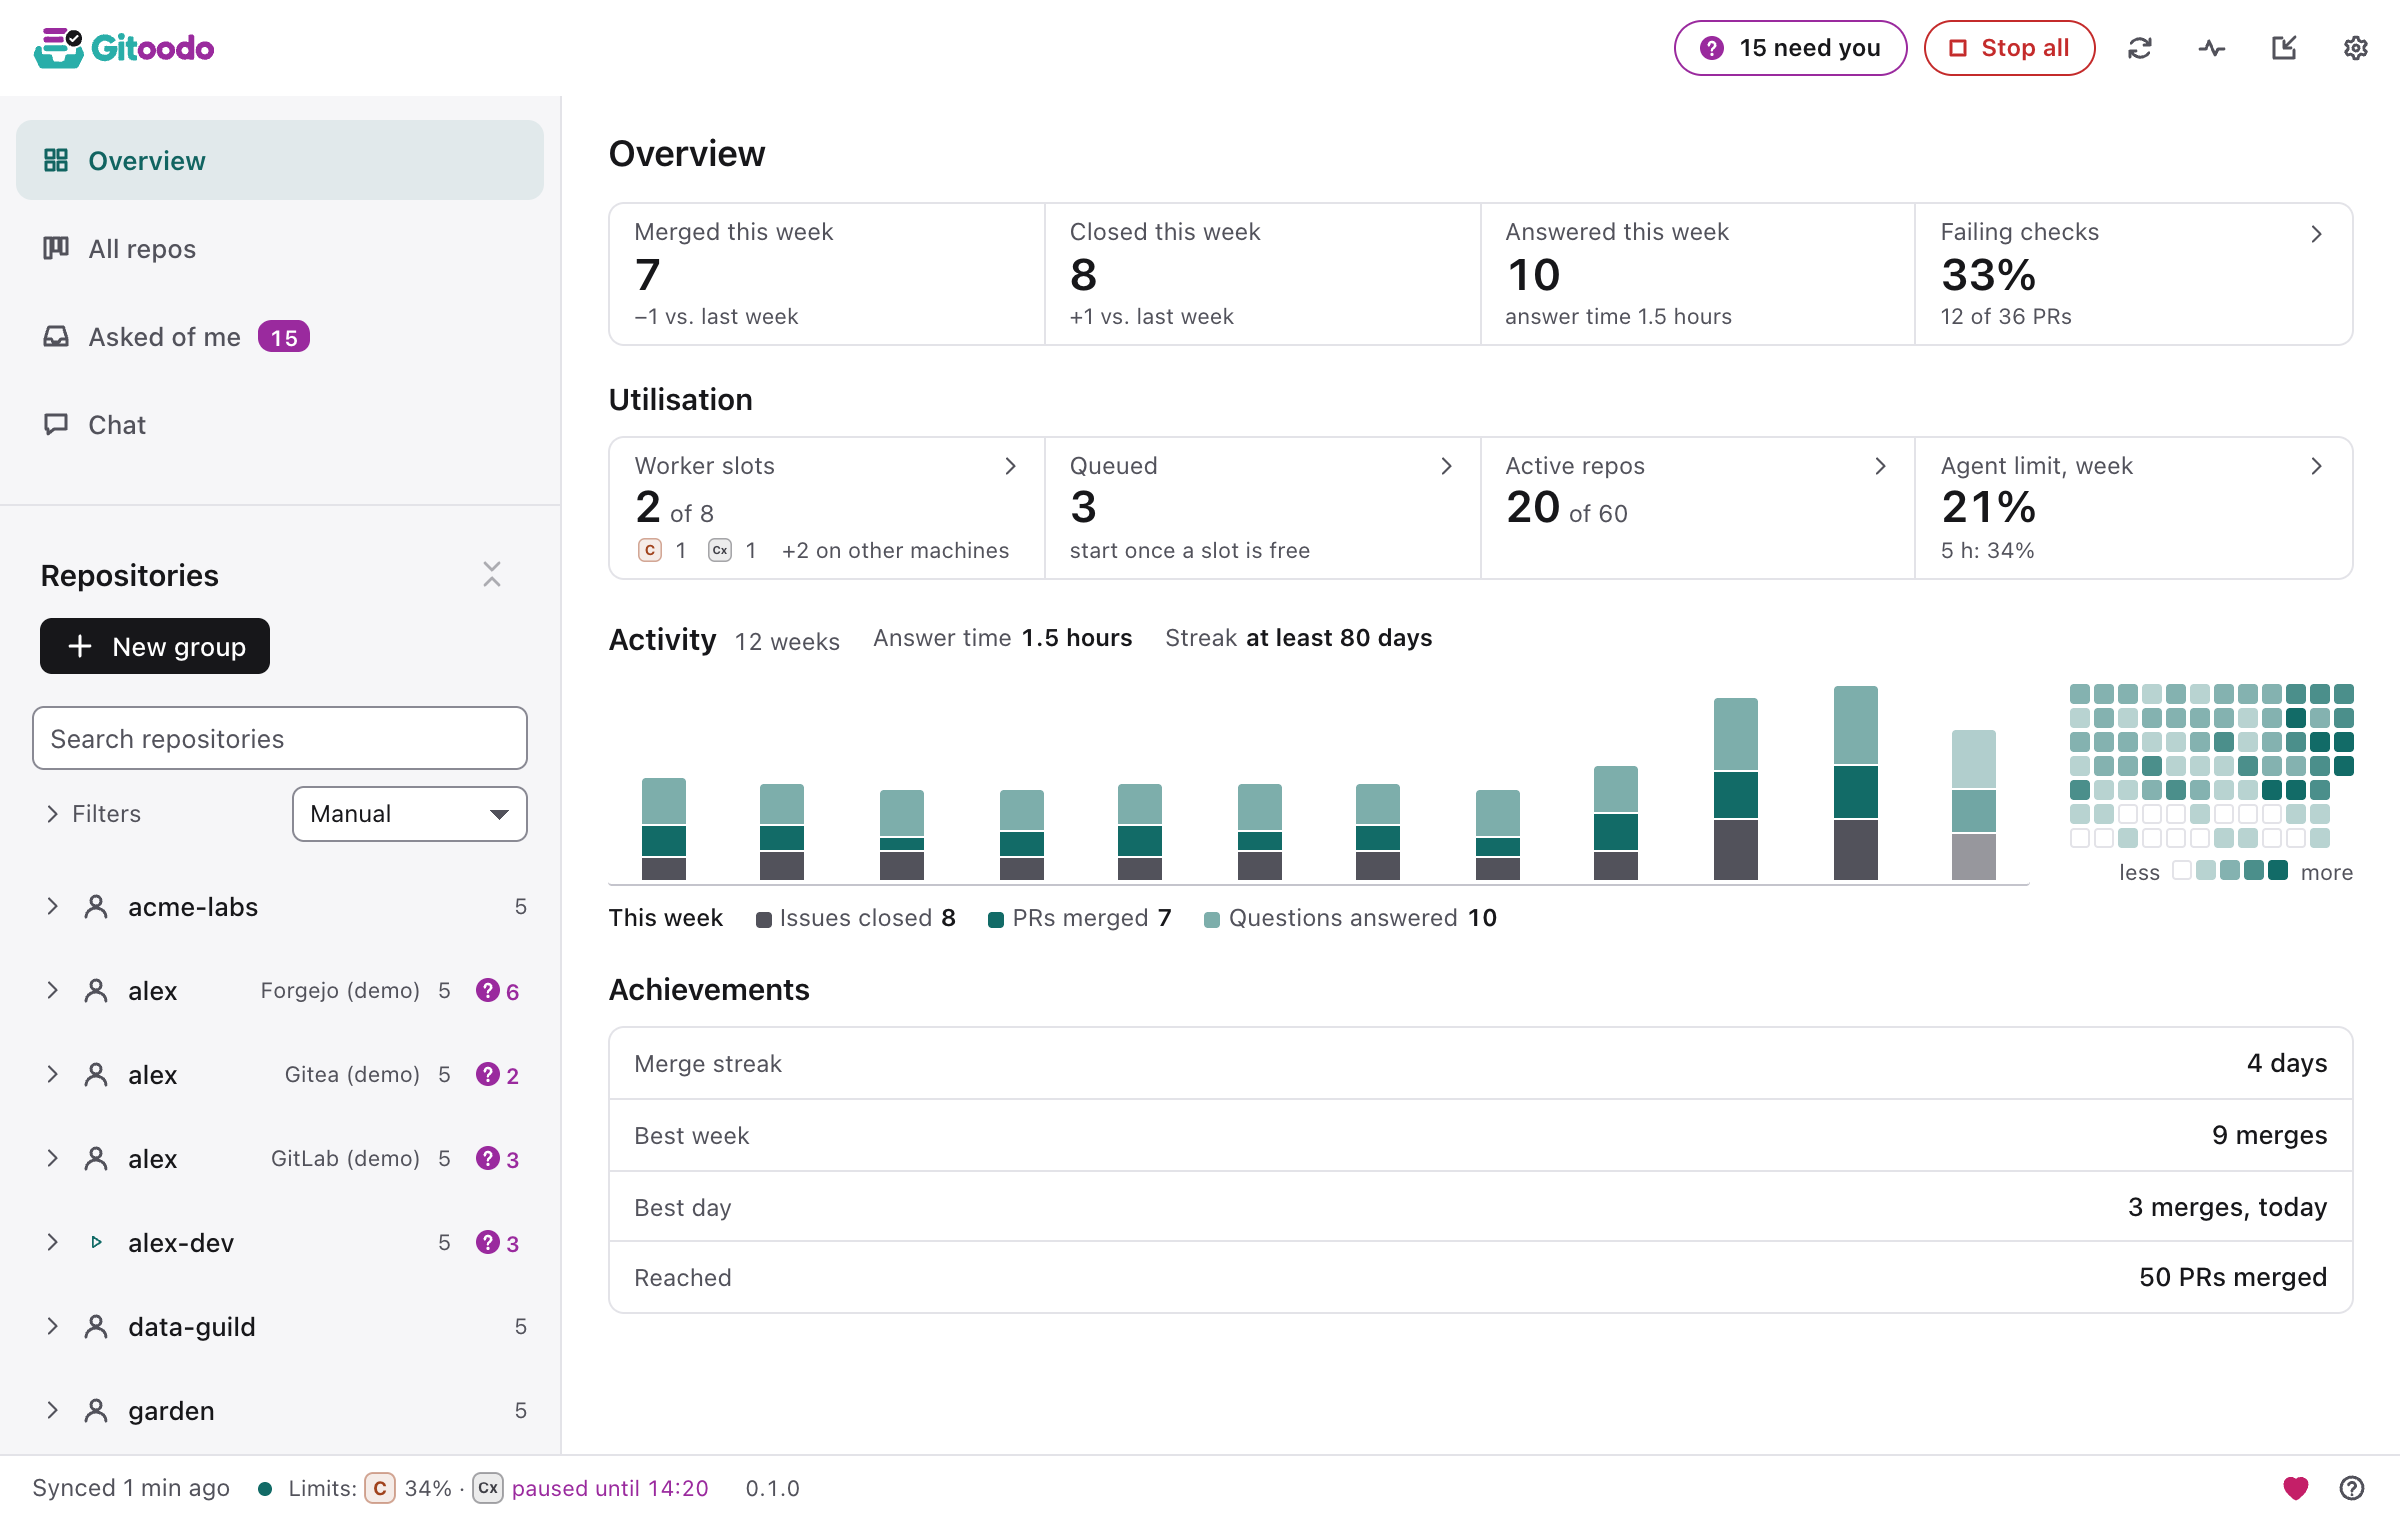 Gitoodo
? 15 need you
Stop all
Overview
All repos
Asked of me 15
Chat
Repositories
New group
Search repositories
Filters
Manual
acme-labs 5
alex Forgejo (demo) 5 ? 6
alex Gitea (demo) 5 ? 2
alex GitLab (demo) 5 ? 3
alex-dev 5 ? 3
data-guild 5
garden 5
Overview
Merged this week
7
−1 vs. last week
Closed this week
8
+1 vs. last week
Answered this week
10
answer time 1.5 hours
Failing checks
33%
12 of 36 PRs
Utilisation
Worker slots
2 of 8
C 1 Cx 1 +2 on other machines
Queued
3
start once a slot is free
Active repos
20 of 60
Agent limit, week
21%
5 h: 34%
Activity 12 weeks Answer time 1.5 hours Streak at least 80 days
less more
This week Issues closed 8 PRs merged 7 Questions answered 10
Achievements
Merge streak 4 days
Best week 9 merges
Best day 3 merges, today
Reached 50 PRs merged
Synced 1 min ago Limits: C 34% · Cx paused until 14:20 0.1.0
?